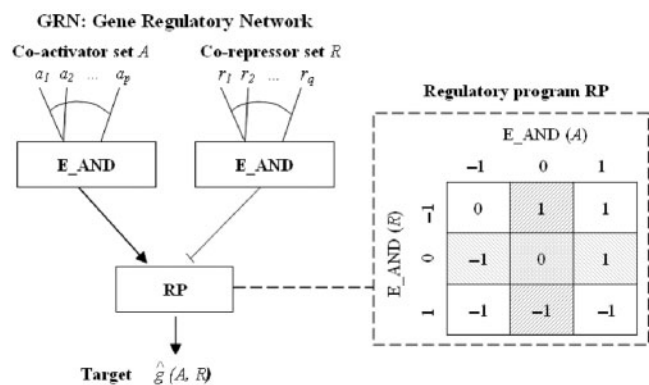 GRN: Gene Regulatory Network
Co-activator set A
Co-repressor set R
a1 a2 ... ap
r1 r2 ... rq
E_AND
E_AND
RP
Target ĝ (A, R)
Regulatory program RP
E_AND (A)
−1 0 1
E_AND (R)
−1 0 1 1
0 −1 0 1
1 −1 −1 −1